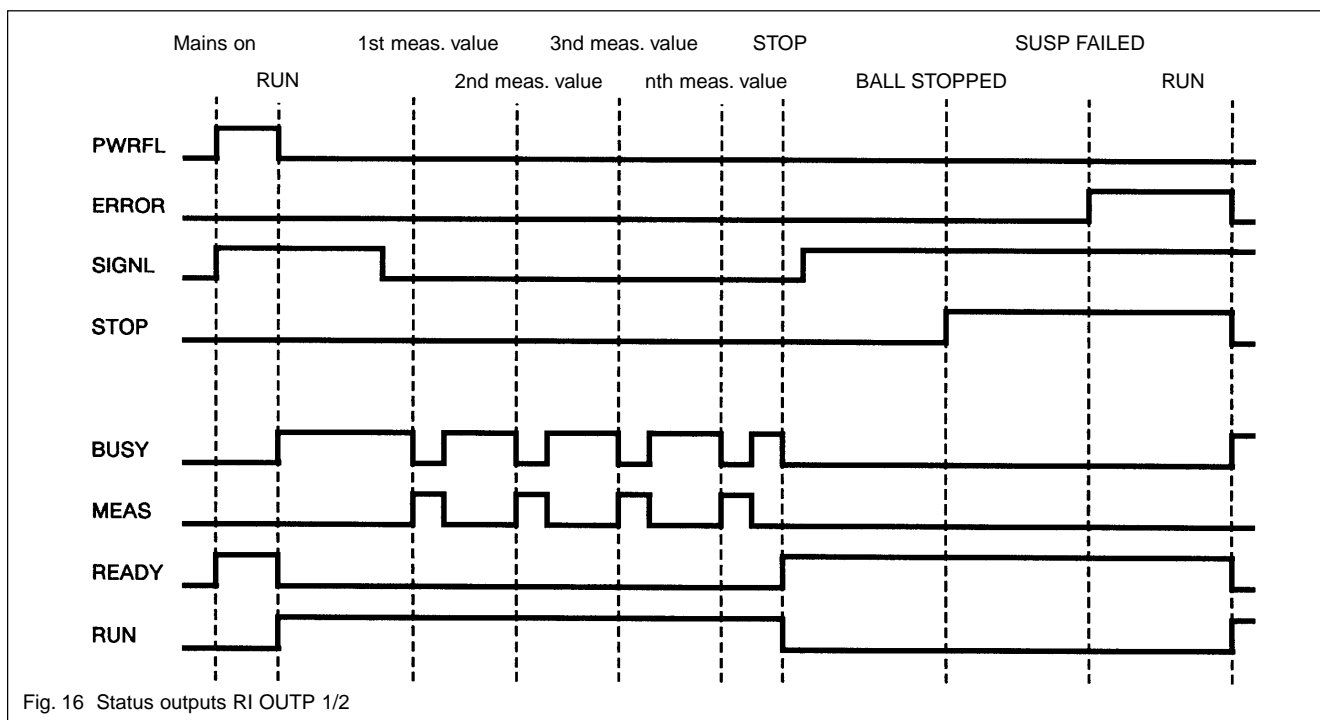 Mains on 1st meas. value 3nd meas. value STOP SUSP FAILED
RUN 2nd meas. value nth meas. value BALL STOPPED RUN
PWRFL
ERROR
SIGNL
STOP
BUSY
MEAS
READY
RUN
Fig. 16 Status outputs RI OUTP 1/2